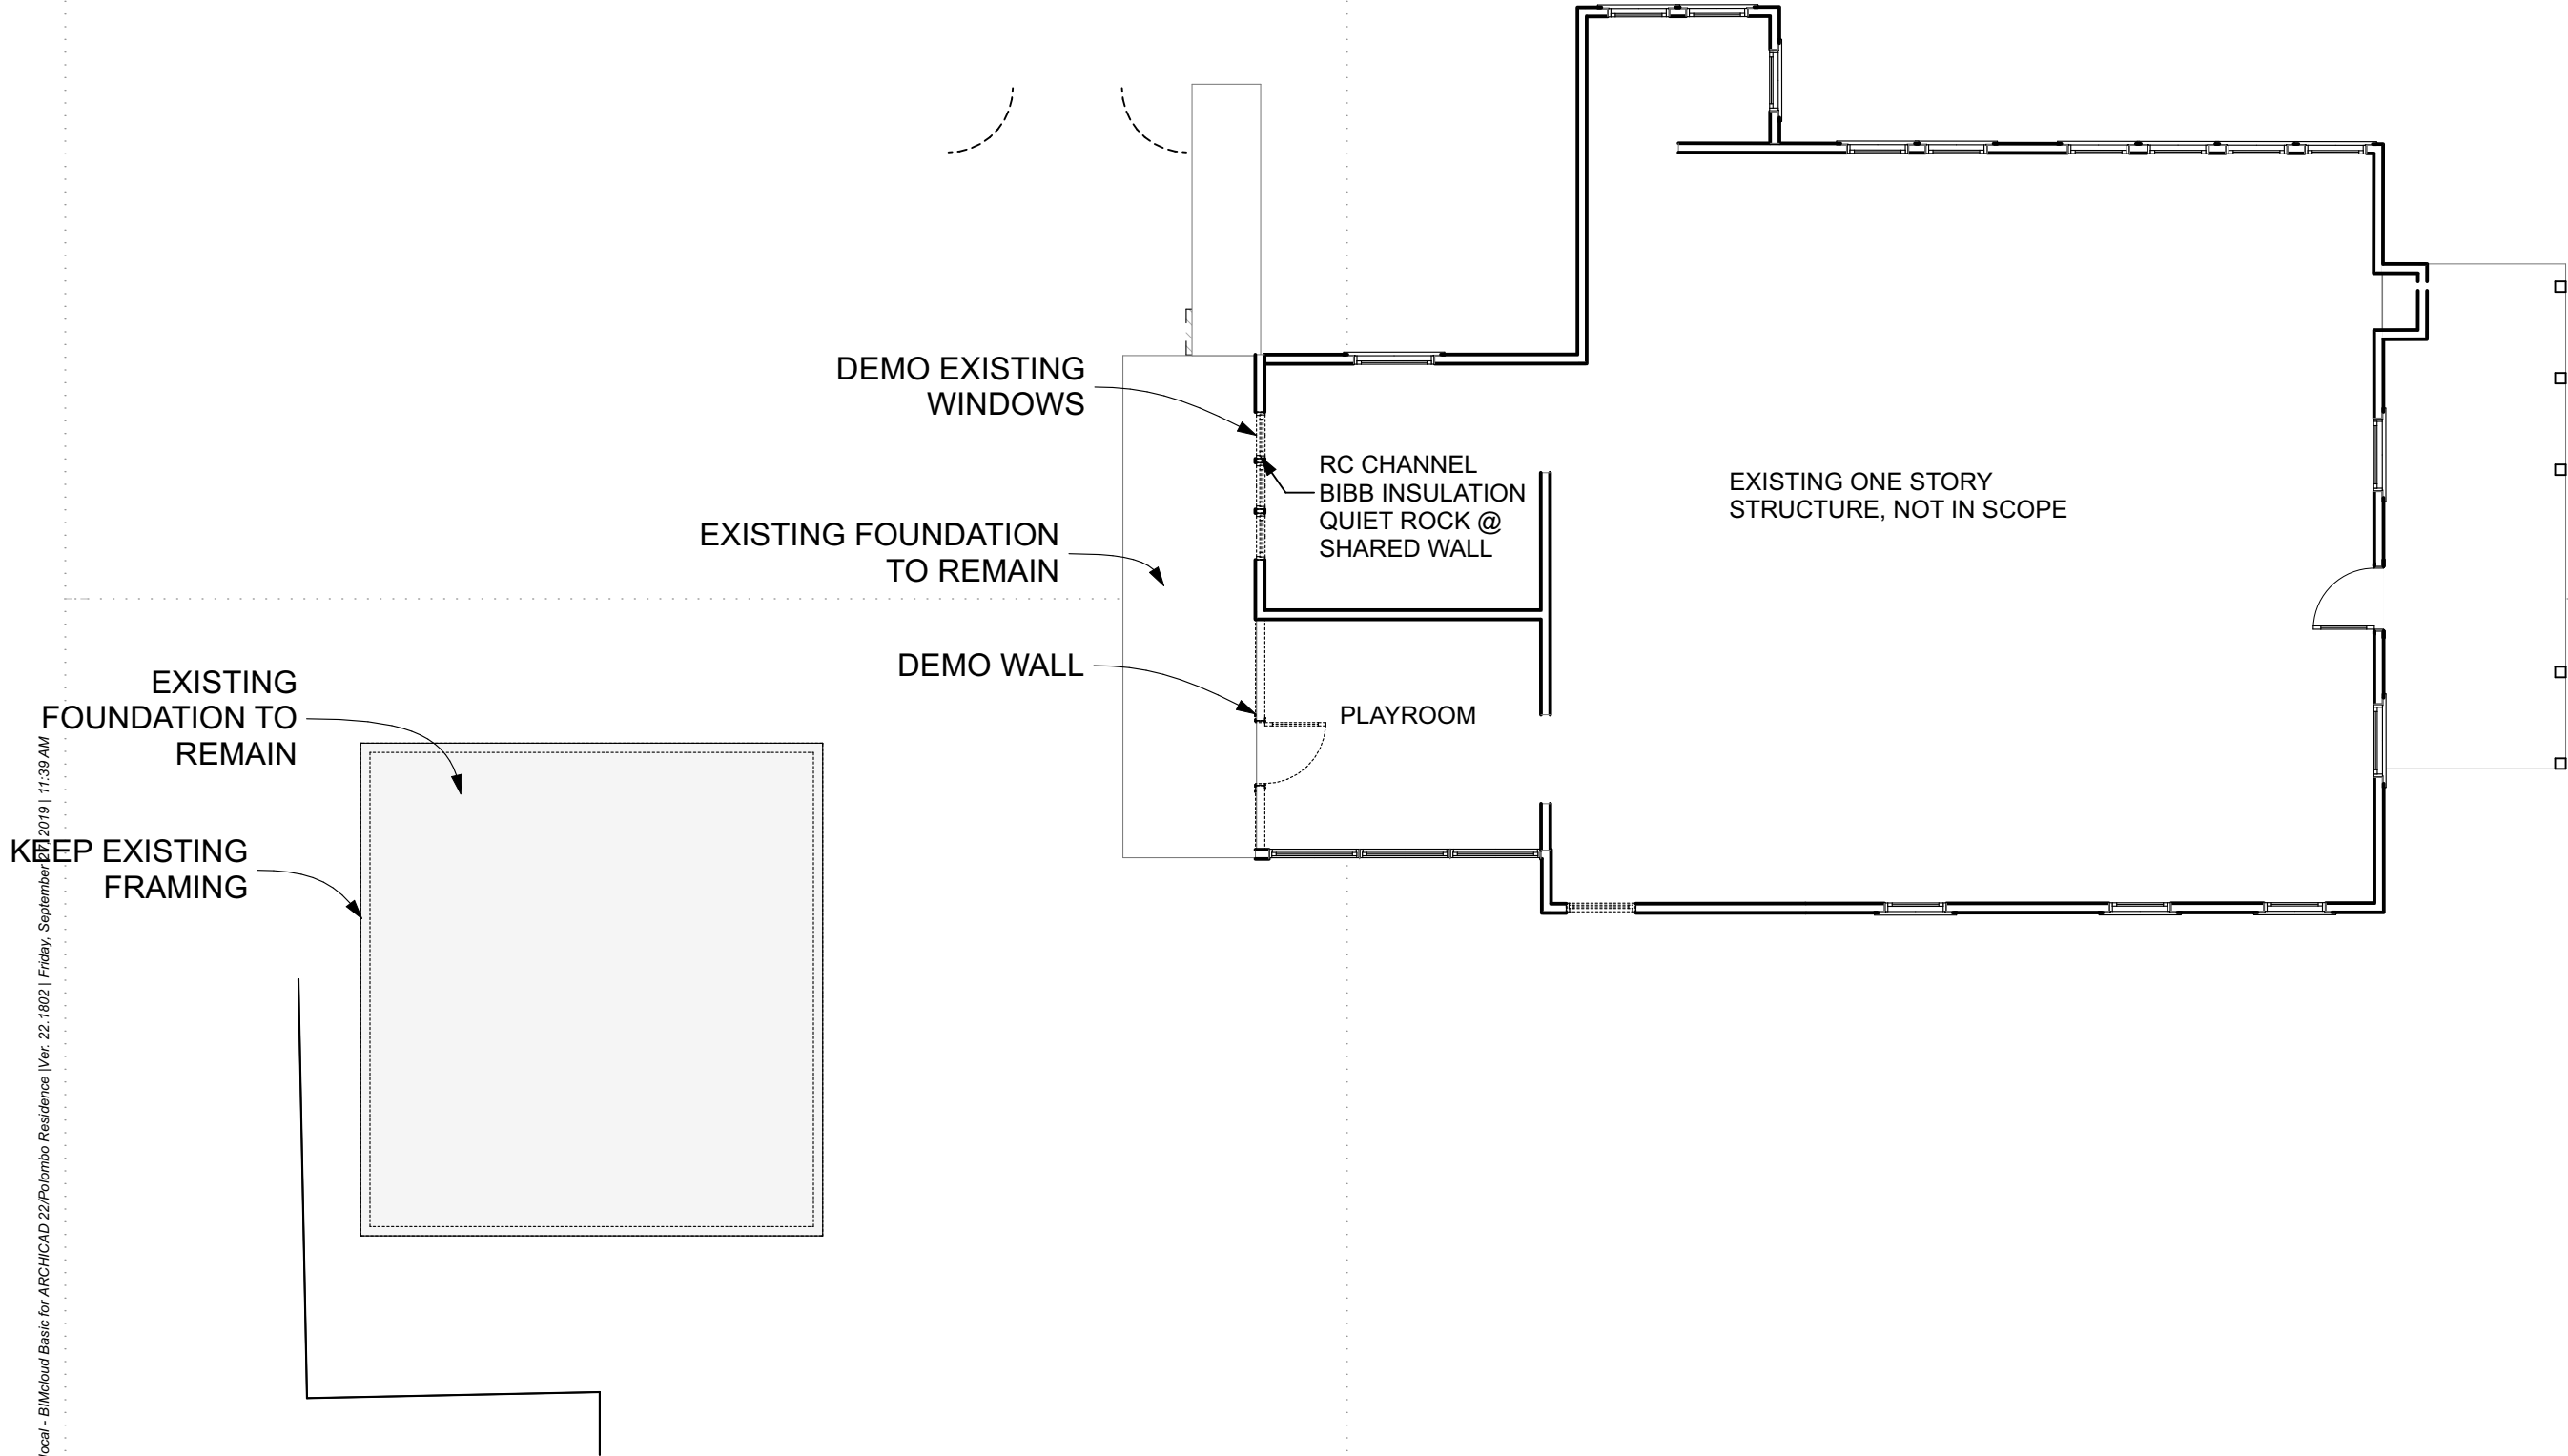 DEMO EXISTING
WINDOWS
RC CHANNEL
BIBB INSULATION
QUIET ROCK @
SHARED WALL
EXISTING ONE STORY
STRUCTURE, NOT IN SCOPE
EXISTING FOUNDATION
TO REMAIN
DEMO WALL
PLAYROOM
EXISTING
FOUNDATION TO
REMAIN
KEEP EXISTING
FRAMING
local - BIMcloud Basic for ARCHICAD 22/Polombo Residence |Ver. 22.1802 | Friday, September 27, 2019 | 11:39 AM